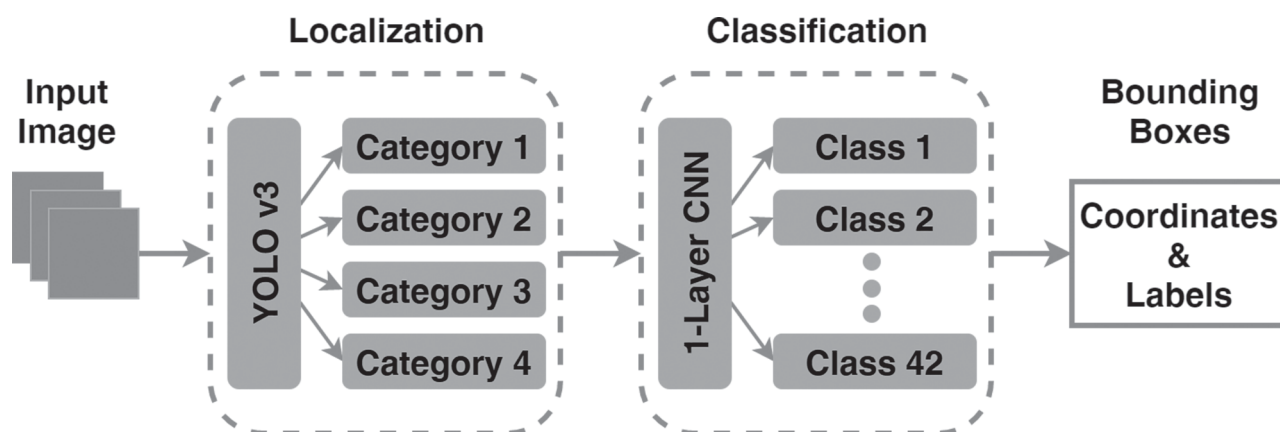 Localization
Classification
Input
Image
Bounding
Boxes
YOLO v3
Category 1
Category 2
Category 3
Category 4
1-Layer CNN
Class 1
Class 2
Class 42
Coordinates
&
Labels